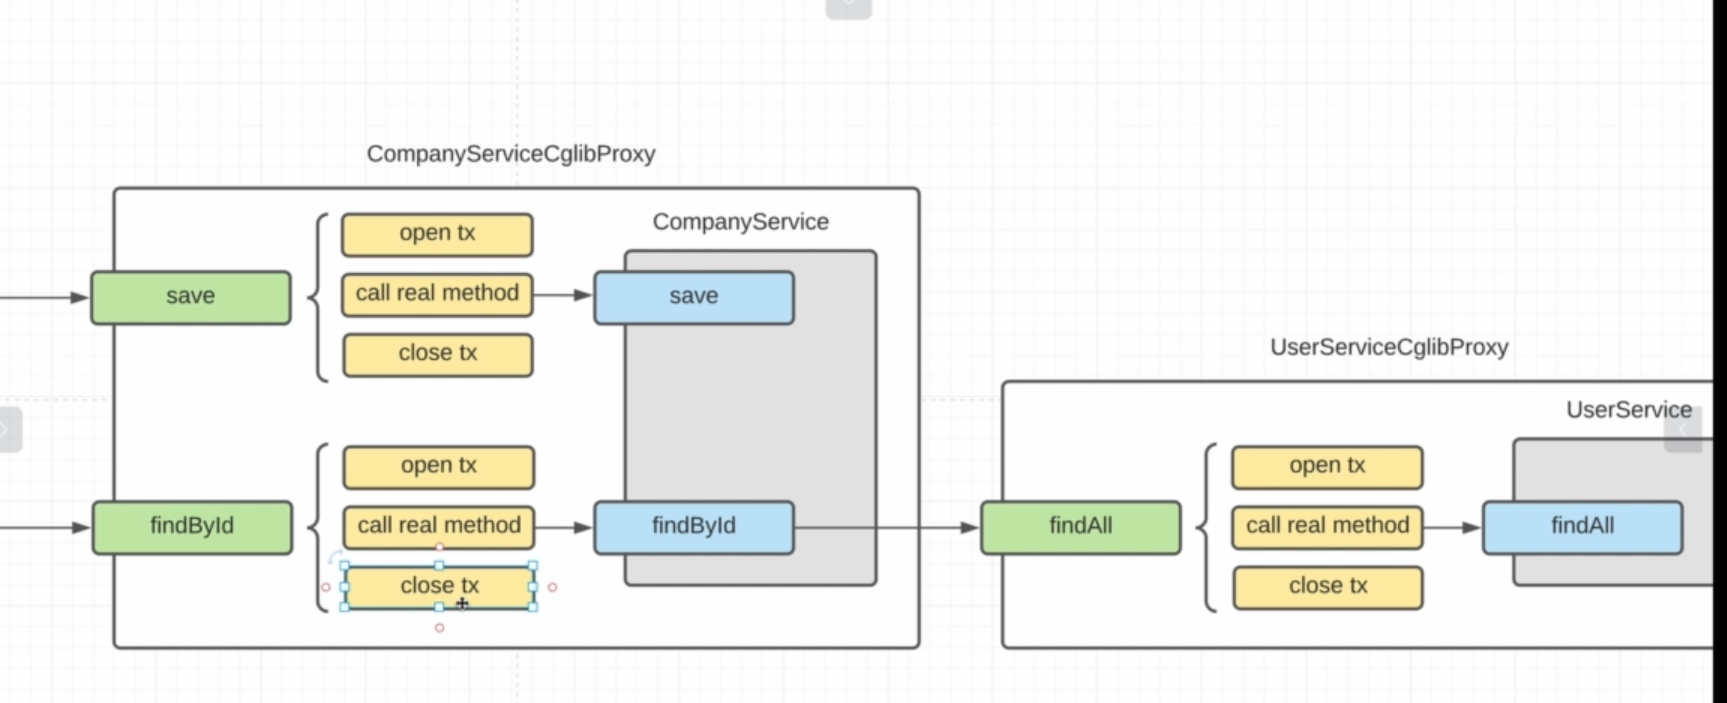 CompanyServiceCglibProxy
CompanyService
open tx
save
call real method
save
close tx
open tx
findById
call real method
findById
close tx
UserServiceCglibProxy
UserService
open tx
findAll
call real method
findAll
close tx